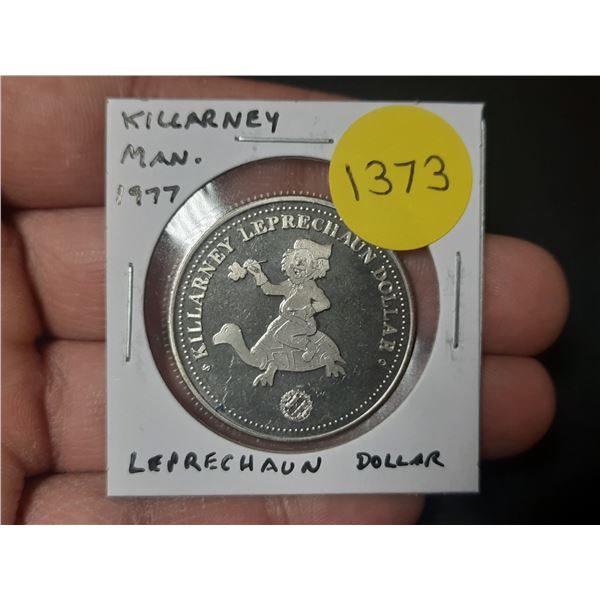 KILLARNEY
MAN.
1977
1373
KILLARNEY LEPRECHAUN DOLLAR
LEPRECHAUN DOLLAR